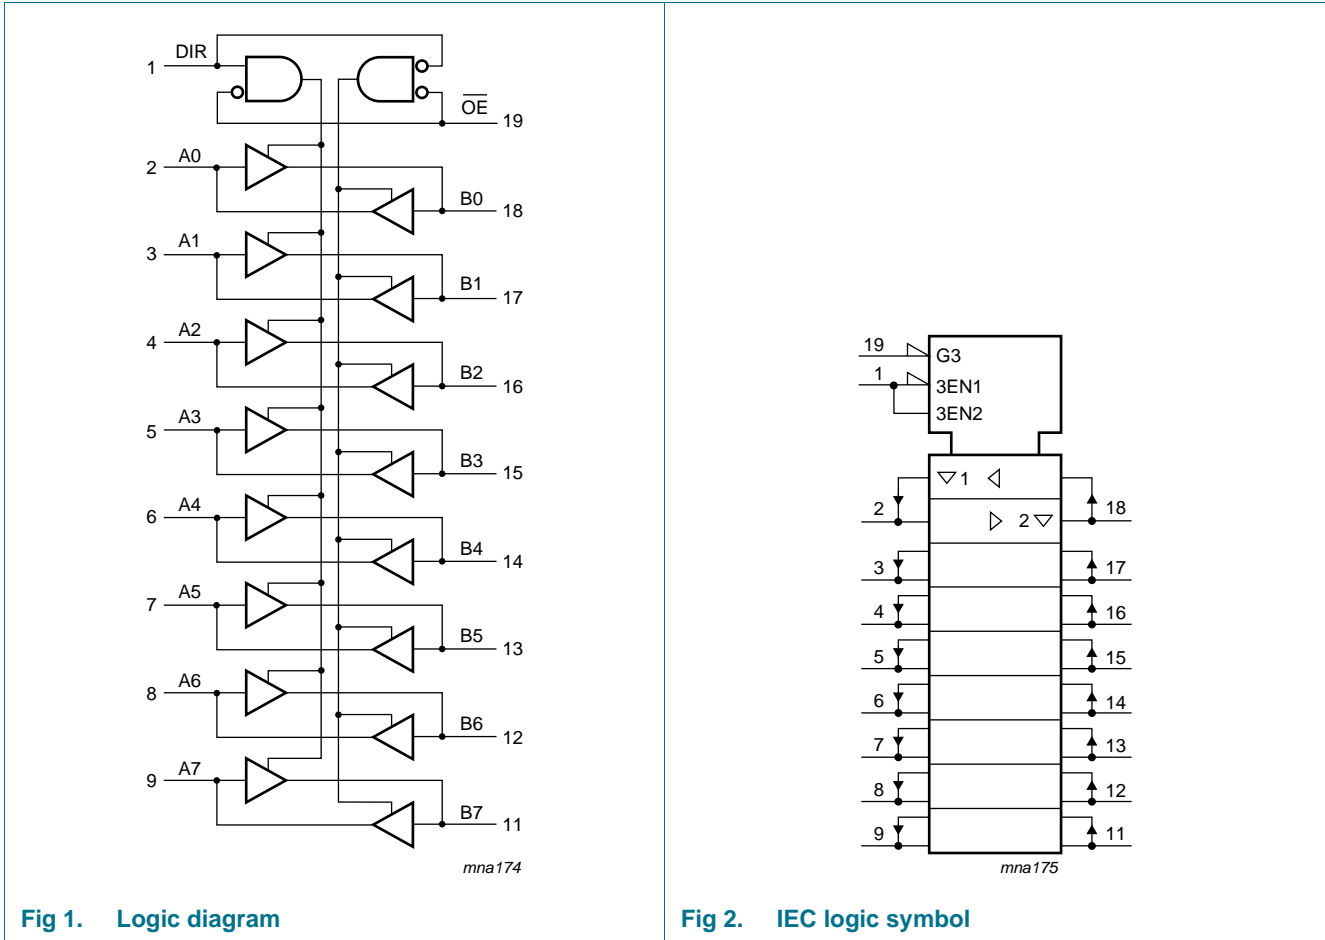 DIR
1
OE
19
A0
2
B0
18
A1
3
B1
17
A2
4
B2
16
A3
5
B3
15
A4
6
B4
14
A5
7
B5
13
A6
8
B6
12
A7
9
B7
11
mna174
Fig 1. Logic diagram
19
G3
1
3EN1
3EN2
1
2
18
2
3
17
4
16
5
15
6
14
7
13
8
12
9
11
mna175
Fig 2. IEC logic symbol